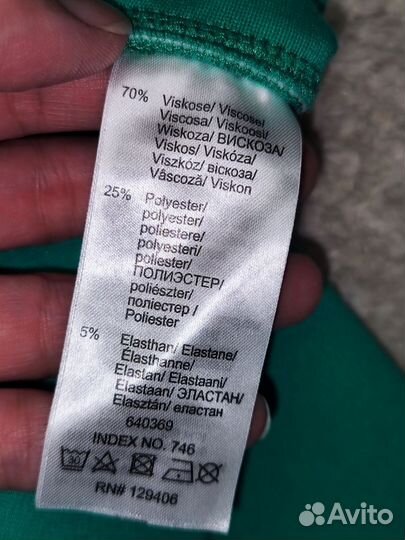 70% Viskose/ Viscose/
Viscosa/ Viskoosi/
Wiskoza/ ВИСКОЗА/
Viskos/ Viskóza/
Viszkóz/ віскоза/
Vâscoză/ Viskon
25% Polyester/
polyester/
poliestere/
polyesteri/
poliester/
ПОЛИЭСТЕР/
poliészter/
поліестер /
Poliester
5% Elasthan/ Elastane/
Elasthanne/
Elastan/ Elastaani/
Elastaan/ ЭЛАСТАН/
Elasztán/ еластан
640369
INDEX NO. 746
30
RN# 129406
Avito